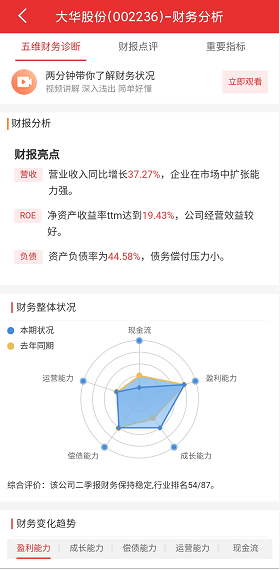 大华股份(002236)-财务分析
五维财务诊断 财报点评 重要指标
两分钟带你了解财务状况
视频讲解 深入浅出 简单好懂
立即观看
财报分析
财报亮点
营收 营业收入同比增长37.27%，企业在市场中扩张能
力强。
ROE 净资产收益率ttm达到19.43%，公司经营效益较
好。
负债 资产负债率为44.58%，债务偿付压力小。
财务整体状况
本期状况
去年同期
现金流
运营能力
盈利能力
偿债能力
成长能力
综合评价：该公司二季报财务保持稳定,行业排名54/87。
财务变化趋势
盈利能力 成长能力 偿债能力 运营能力 现金流